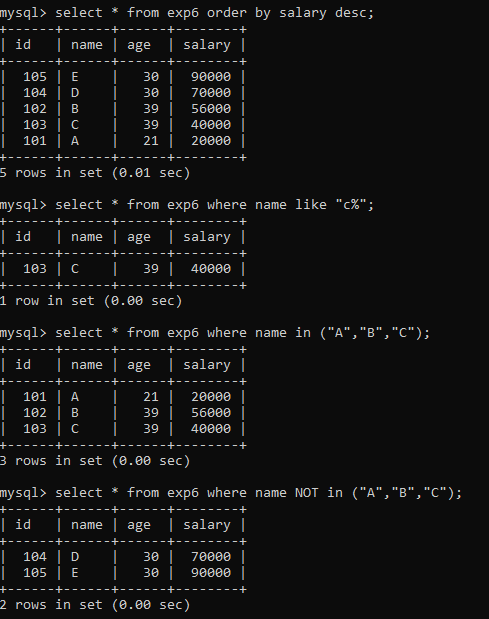 mysql> select * from exp6 order by salary desc;
+------+------+------+--------+
| id   | name | age  | salary |
+------+------+------+--------+
|  105 | E    |   30 |  90000 |
|  104 | D    |   30 |  70000 |
|  102 | B    |   39 |  56000 |
|  103 | C    |   39 |  40000 |
|  101 | A    |   21 |  20000 |
+------+------+------+--------+
5 rows in set (0.01 sec)

mysql> select * from exp6 where name like "c%";
+------+------+------+--------+
| id   | name | age  | salary |
+------+------+------+--------+
|  103 | C    |   39 |  40000 |
+------+------+------+--------+
1 row in set (0.00 sec)

mysql> select * from exp6 where name in ("A","B","C");
+------+------+------+--------+
| id   | name | age  | salary |
+------+------+------+--------+
|  101 | A    |   21 |  20000 |
|  102 | B    |   39 |  56000 |
|  103 | C    |   39 |  40000 |
+------+------+------+--------+
3 rows in set (0.00 sec)

mysql> select * from exp6 where name NOT in ("A","B","C");
+------+------+------+--------+
| id   | name | age  | salary |
+------+------+------+--------+
|  104 | D    |   30 |  70000 |
|  105 | E    |   30 |  90000 |
+------+------+------+--------+
2 rows in set (0.00 sec)